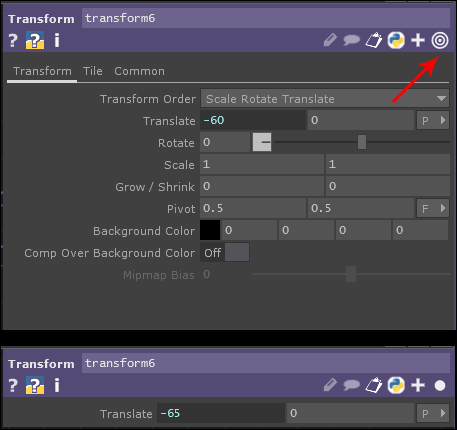 Transform transform6
? ? i
Transform Tile Common
Transform Order Scale Rotate Translate
Translate -60 0 P
Rotate 0
Scale 1 1
Grow / Shrink 0 0
Pivot 0.5 0.5 F
Background Color 0 0 0 0
Comp Over Background Color Off
Mipmap Bias 0
Transform transform6
? ? i
Translate -65 0 P